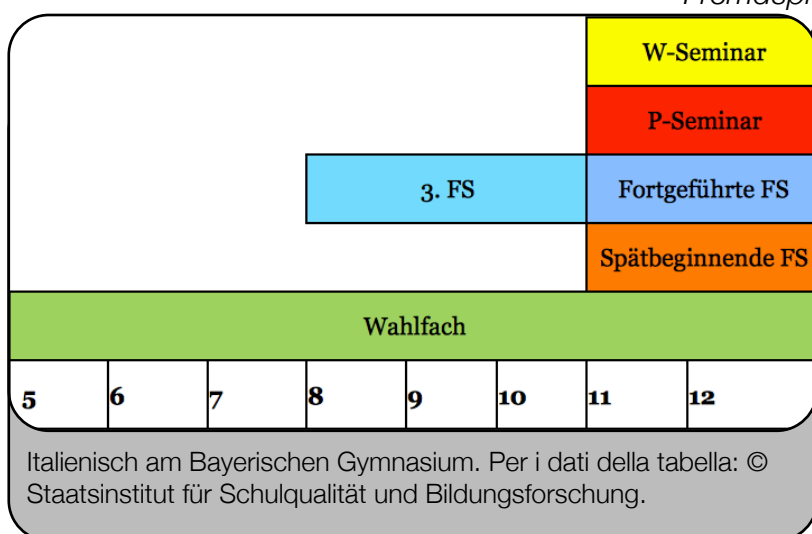 W-Seminar
P-Seminar
3. FS Fortgeführte FS
Spätbeginnende FS
Wahlfach
5 6 7 8 9 10 11 12
Italienisch am Bayerischen Gymnasium. Per i dati della tabella: ©
Staatsinstitut für Schulqualität und Bildungsforschung.